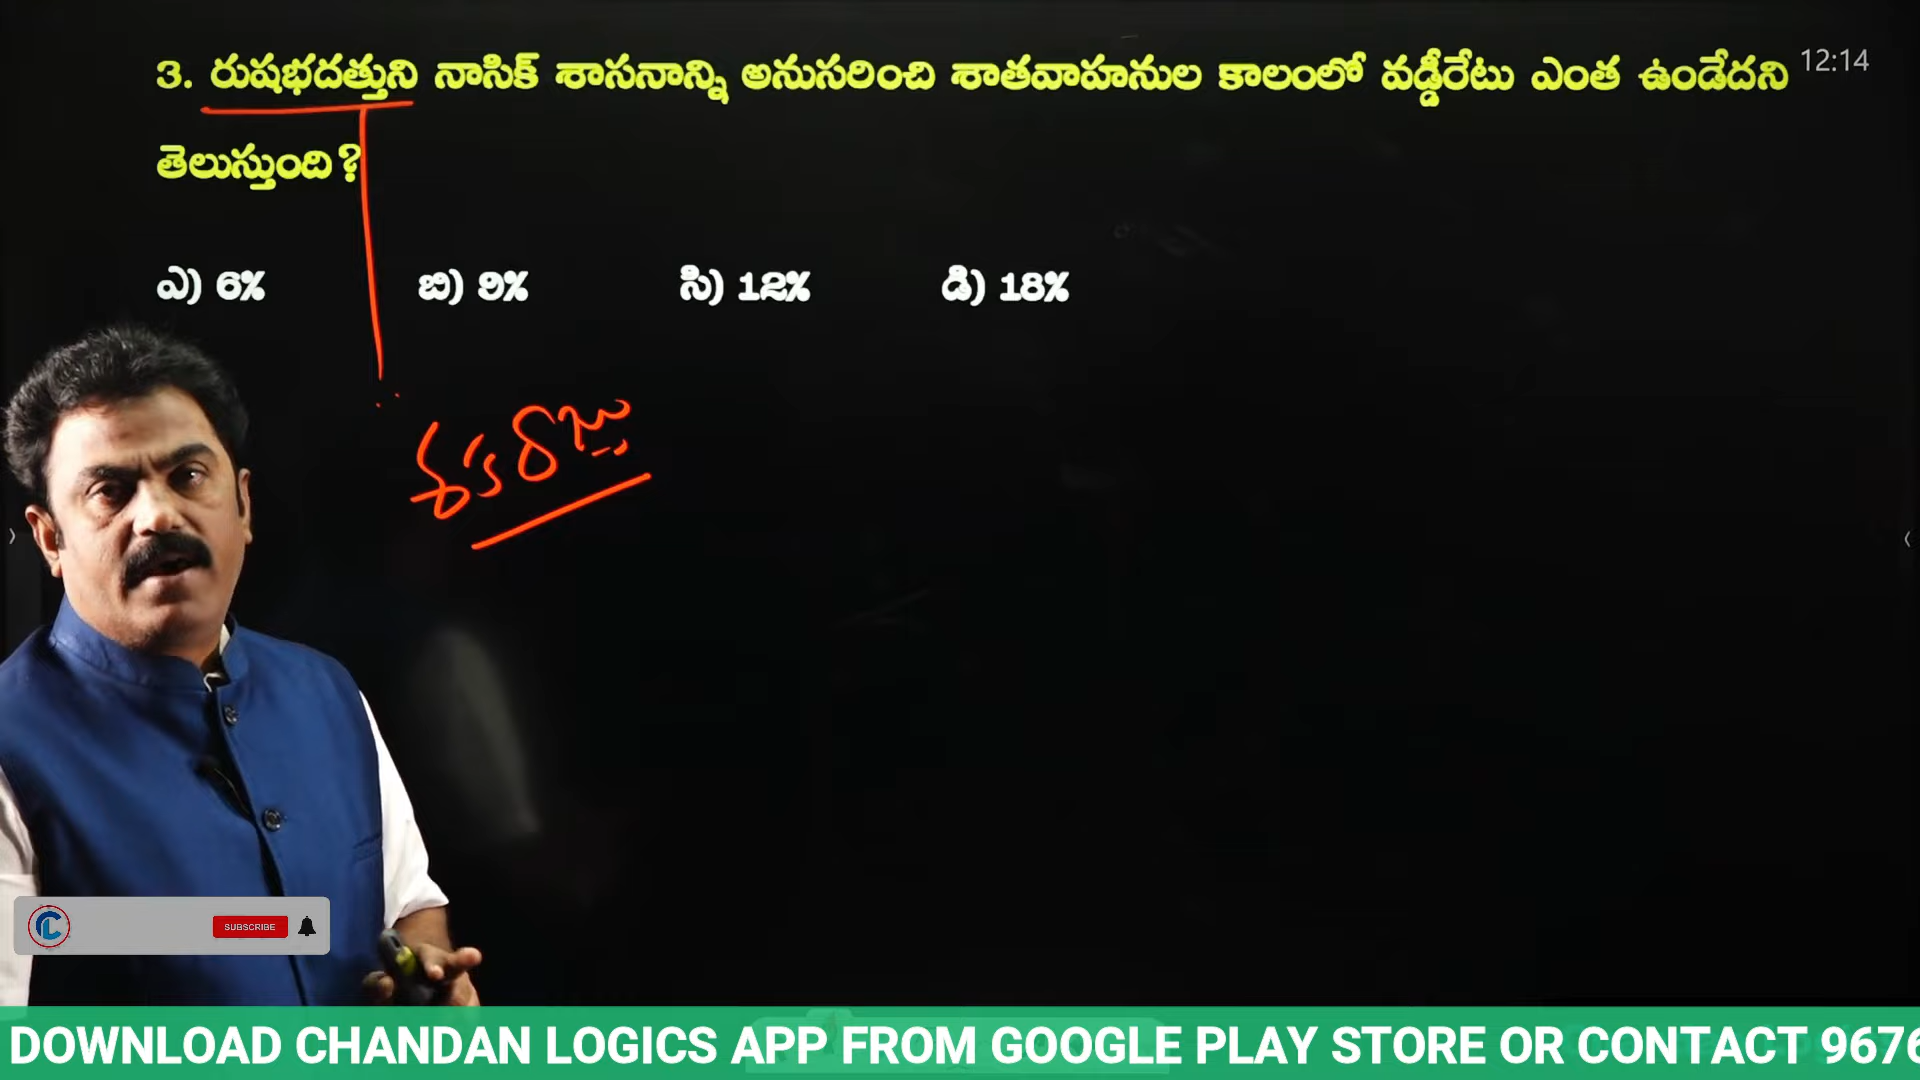 3. రుషభదత్తుని నాసిక్ శాసనాన్ని అనుసరించి శాతవాహనుల కాలంలో వడ్డీరేటు ఎంత ఉండేదని
12:14
తెలుస్తుంది?
ఎ) 6% బి) 9% సి) 12% డి) 18%
SUBSCRIBE
DOWNLOAD CHANDAN LOGICS APP FROM GOOGLE PLAY STORE OR CONTACT 9676